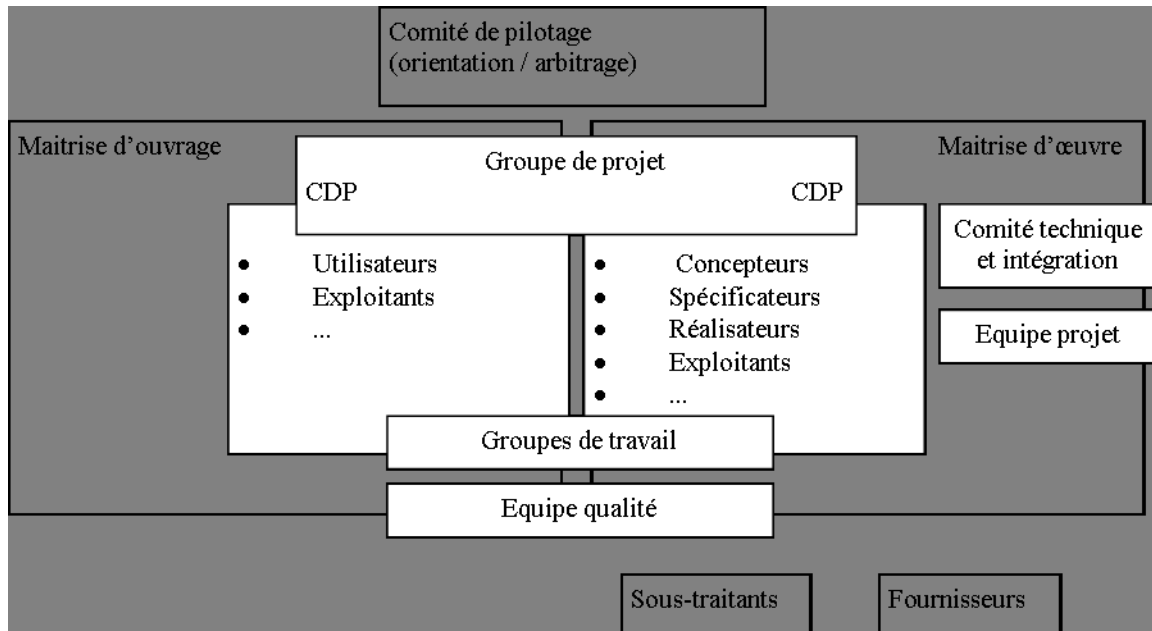 Comité de pilotage
(orientation / arbitrage)
Maitrise d’ouvrage
Maitrise d’œuvre
Groupe de projet
CDP CDP
Comité technique
et intégration
Equipe projet
• Utilisateurs
• Exploitants
• ...
• Concepteurs
• Spécificateurs
• Réalisateurs
• Exploitants
• ...
Groupes de travail
Equipe qualité
Sous-traitants
Fournisseurs